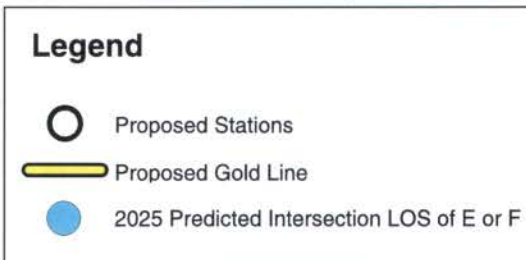 Legend
Proposed Stations
Proposed Gold Line
2025 Predicted Intersection LOS of E or F